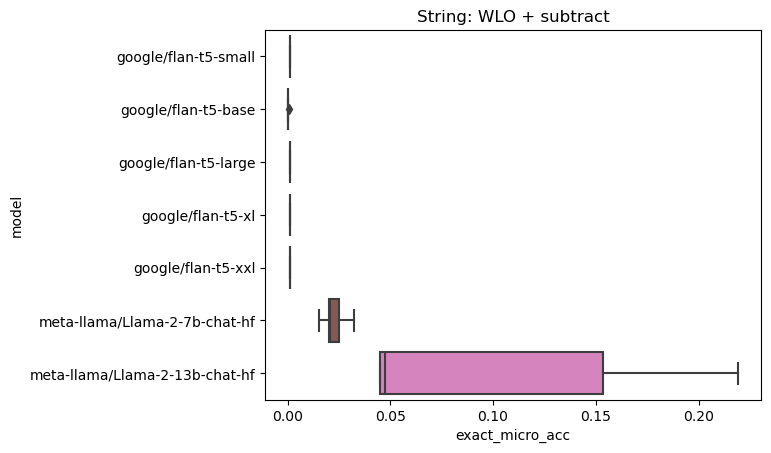 String: WLO + subtract
google/flan-t5-small
google/flan-t5-base
google/flan-t5-large
google/flan-t5-xl
google/flan-t5-xxl
meta-llama/Llama-2-7b-chat-hf
meta-llama/Llama-2-13b-chat-hf
model
0.00 0.05 0.10 0.15 0.20
exact_micro_acc